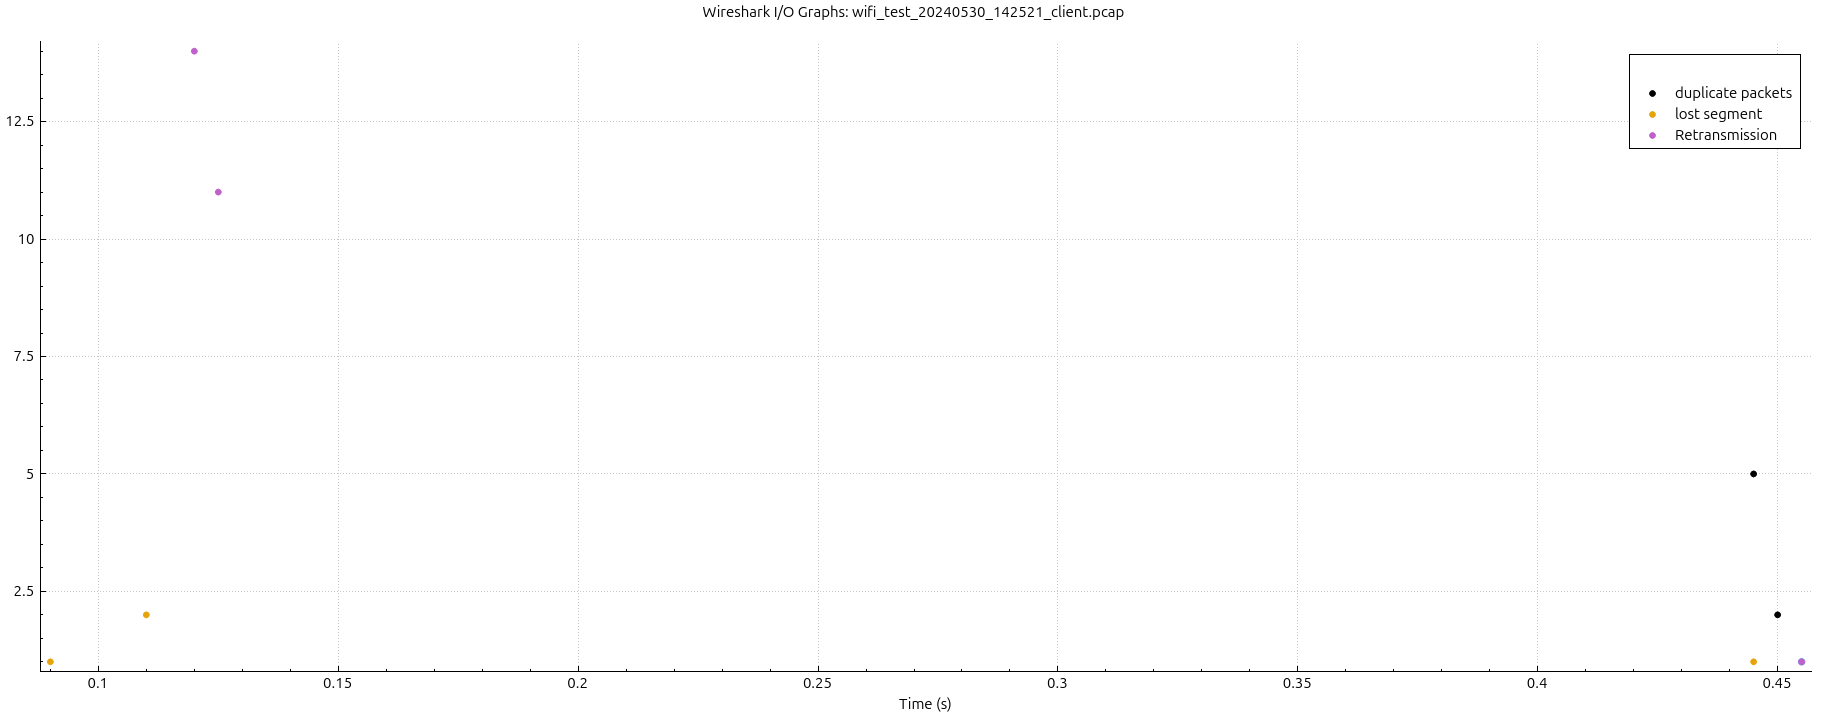 Wireshark I/O Graphs: wifi_test_20240530_142521_client.pcap
duplicate packets
lost segment
Retransmission
12.5
10
7.5
5
2.5
0.1 0.15 0.2 0.25 0.3 0.35 0.4 0.45
Time (s)